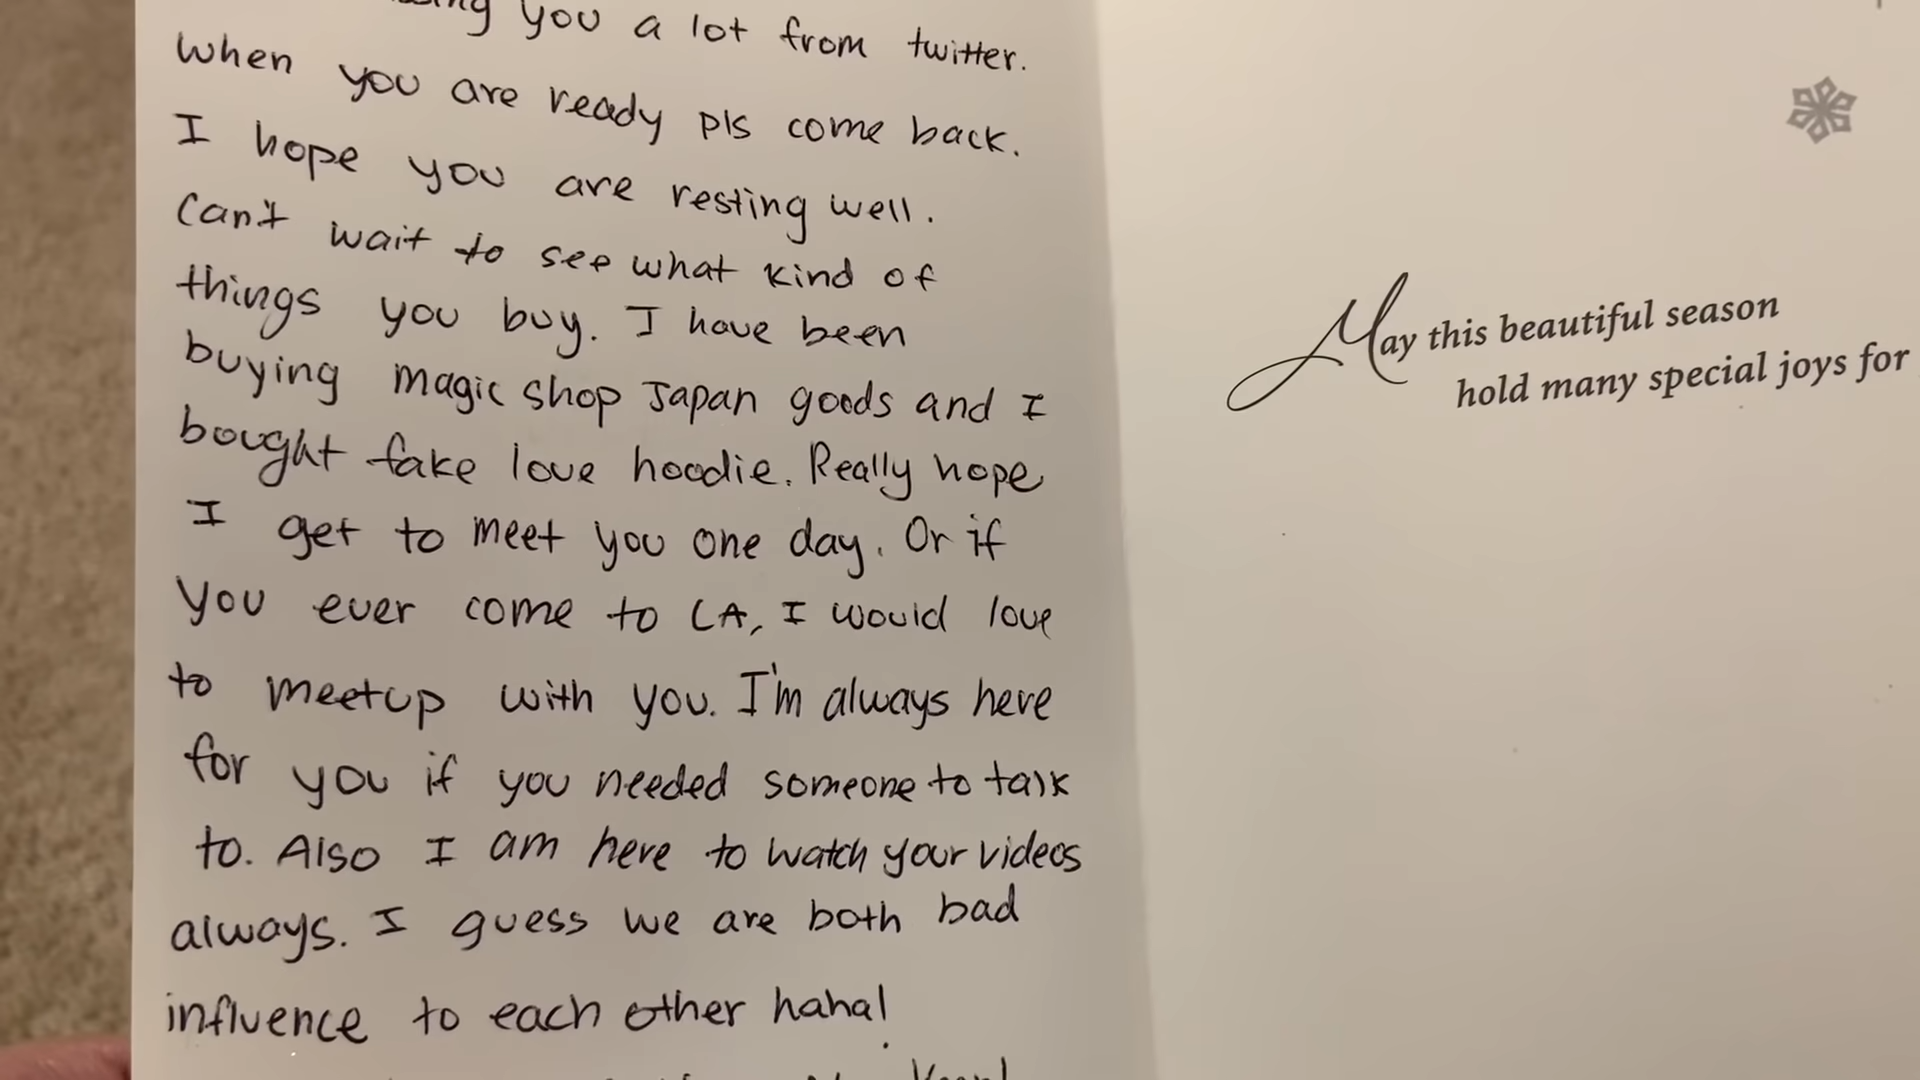 you a lot from twitter.
When you are ready pls come back.
I hope you are resting well.
Can't wait to see what kind of
things you buy. I have been
buying magic shop Japan goods and I
bought fake love hoodie. Really hope
I get to meet you one day. Or if
you ever come to LA, I would love
to meetup with you. I'm always here
for you if you needed someone to talk
to. Also I am here to watch your videos
always. I guess we are both bad
influence to each other haha!
May this beautiful season
hold many special joys for